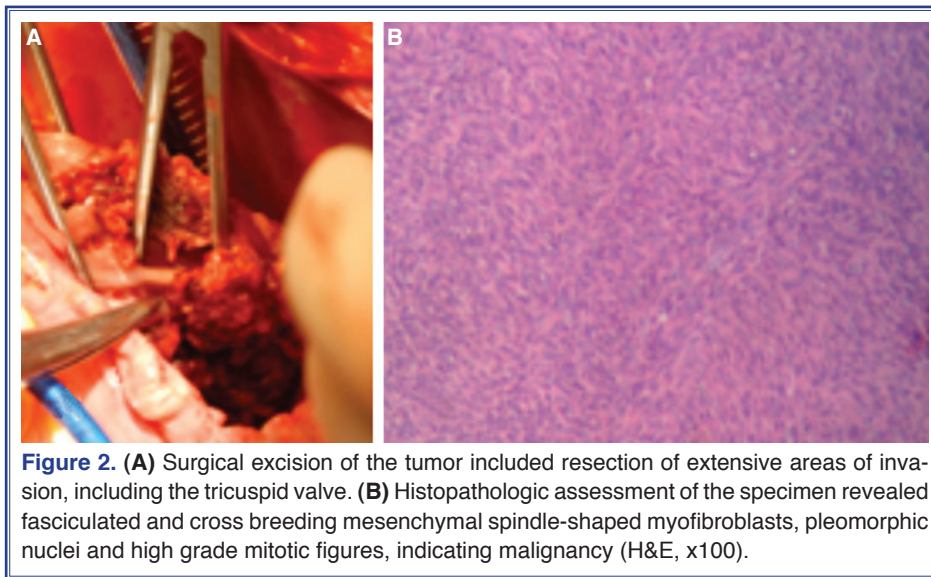 A
B
Figure 2. (A) Surgical excision of the tumor included resection of extensive areas of inva-
sion, including the tricuspid valve. (B) Histopathologic assessment of the specimen revealed
fasciculated and cross breeding mesenchymal spindle-shaped myofibroblasts, pleomorphic
nuclei and high grade mitotic figures, indicating malignancy (H&E, x100).